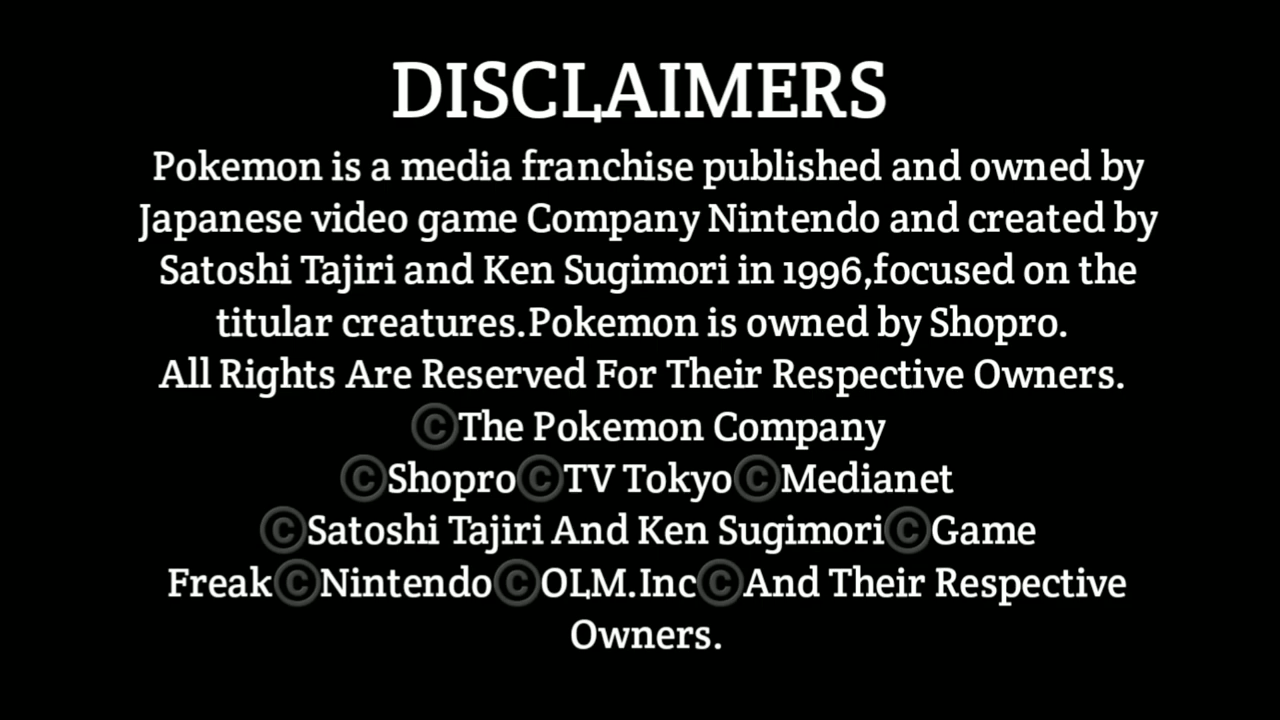 DISCLAIMERS
Pokemon is a media franchise published and owned by
Japanese video game Company Nintendo and created by
Satoshi Tajiri and Ken Sugimori in 1996,focused on the
titular creatures.Pokemon is owned by Shopro.
All Rights Are Reserved For Their Respective Owners.
©The Pokemon Company
©Shopro©TV Tokyo©Medianet
©Satoshi Tajiri And Ken Sugimori©Game
Freak©Nintendo©OLM.Inc©And Their Respective
Owners.